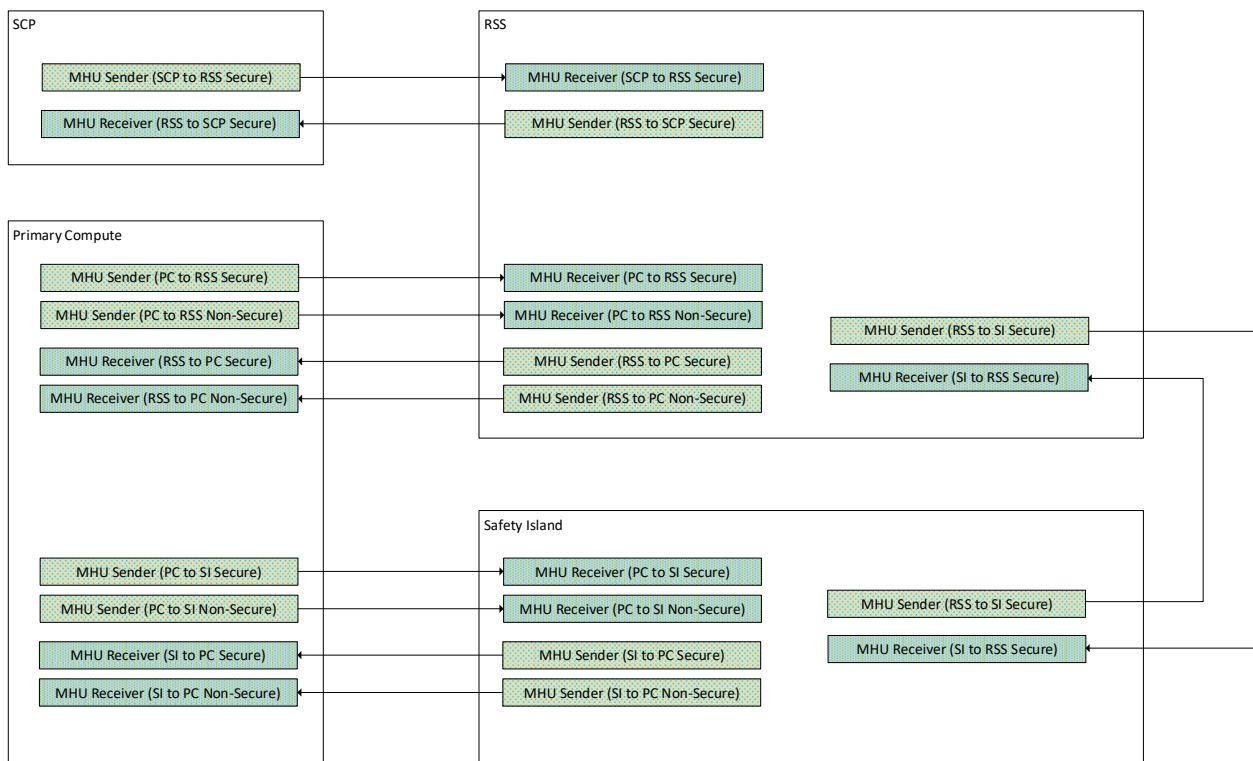 SCP
MHU Sender (SCP to RSS Secure)
MHU Receiver (RSS to SCP Secure)
RSS
MHU Receiver (SCP to RSS Secure)
MHU Sender (RSS to SCP Secure)
Primary Compute
MHU Sender (PC to RSS Secure)
MHU Sender (PC to RSS Non-Secure)
MHU Receiver (RSS to PC Secure)
MHU Receiver (RSS to PC Non-Secure)
MHU Receiver (PC to RSS Secure)
MHU Receiver (PC to RSS Non-Secure)
MHU Sender (RSS to PC Secure)
MHU Sender (RSS to PC Non-Secure)
MHU Sender (RSS to SI Secure)
MHU Receiver (SI to RSS Secure)
MHU Sender (PC to SI Secure)
MHU Sender (PC to SI Non-Secure)
MHU Receiver (SI to PC Secure)
MHU Receiver (SI to PC Non-Secure)
Safety Island
MHU Receiver (PC to SI Secure)
MHU Receiver (PC to SI Non-Secure)
MHU Sender (SI to PC Secure)
MHU Sender (SI to PC Non-Secure)
MHU Sender (RSS to SI Secure)
MHU Receiver (SI to RSS Secure)